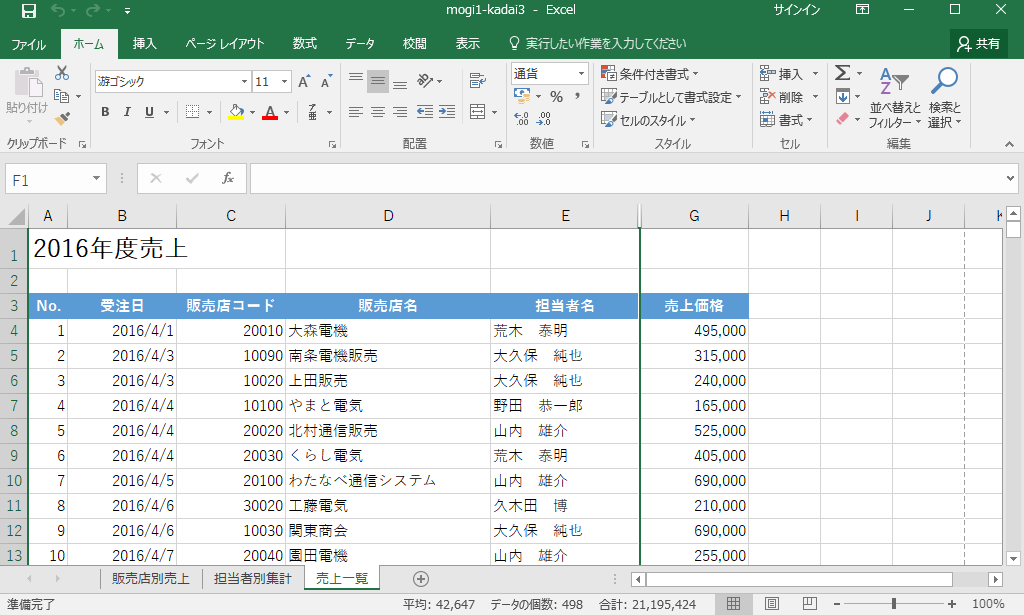 mogi1-kadai3 - Excel サインイン
ファイル ホーム 挿入 ページ レイアウト 数式 データ 校閲 表示 実行したい作業を入力してください 共有
貼り付け 游ゴシック 11 A A 通貨 条件付き書式 挿入 Σ
B I U A % , テーブルとして書式設定 削除 並べ替えと フィルター 検索と 選択
セルのスタイル 書式
クリップボード フォント 配置 数値 スタイル セル 編集
F1 fx
A B C D E G H I J K
1 2016年度売上
2
3 No. 受注日 販売店コード 販売店名 担当者名 売上価格
4 1 2016/4/1 20010 大森電機 荒木　泰明 495,000
5 2 2016/4/3 10090 南条電機販売 大久保　純也 315,000
6 3 2016/4/3 10020 上田販売 大久保　純也 240,000
7 4 2016/4/4 10100 やまと電気 野田　恭一郎 165,000
8 5 2016/4/4 20020 北村通信販売 山内　雄介 525,000
9 6 2016/4/4 20030 くらし電気 荒木　泰明 405,000
10 7 2016/4/5 20100 わたなべ通信システム 山内　雄介 690,000
11 8 2016/4/6 30020 工藤電気 久木田　博 210,000
12 9 2016/4/6 10030 関東商会 大久保　純也 690,000
13 10 2016/4/7 20040 園田電機 山内　雄介 255,000
販売店別売上 担当者別集計 売上一覧
準備完了 平均: 42,647 データの個数: 498 合計: 21,195,424 100%